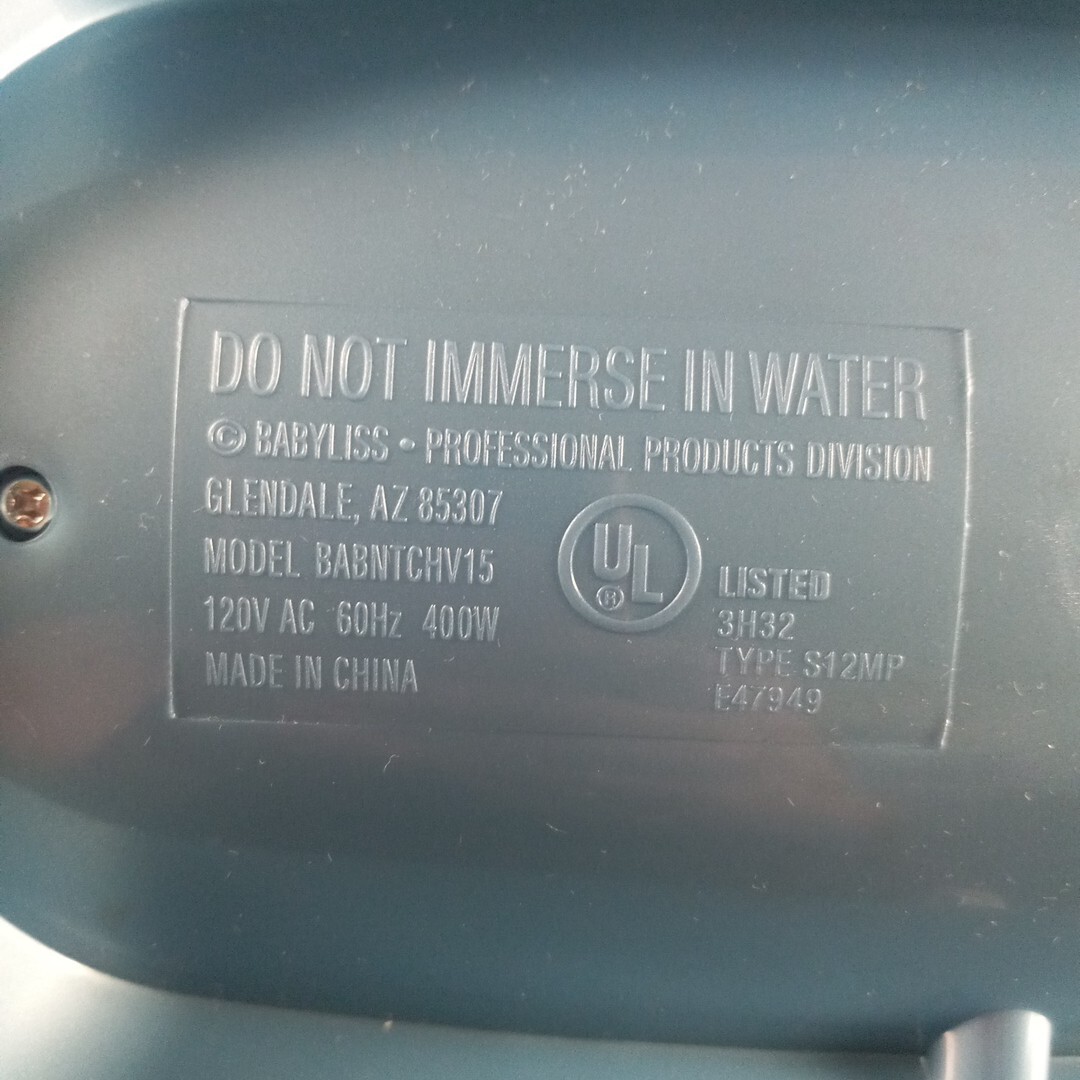 DO NOT IMMERSE IN WATER
© BABYLISS • PROFESSIONAL PRODUCTS DIVISION
GLENDALE, AZ 85307
MODEL BABNTCHV15
120V AC 60Hz 400W
MADE IN CHINA
UL ®
LISTED
3H32
TYPE S12MP
E47949